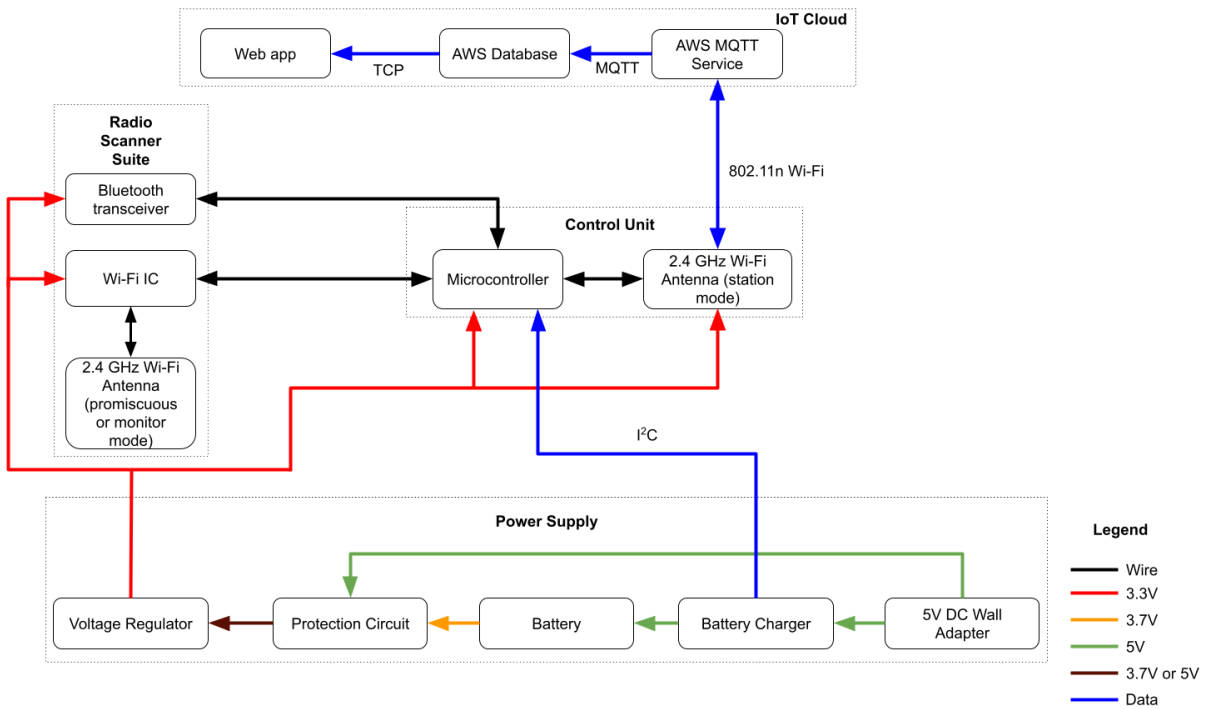 IoT Cloud
Web app
AWS Database
AWS MQTT
Service
TCP
MQTT
802.11n Wi-Fi
Radio
Scanner
Suite
Bluetooth
transceiver
Wi-Fi IC
2.4 GHz Wi-Fi
Antenna
(promiscuous
or monitor
mode)
Control Unit
Microcontroller
2.4 GHz Wi-Fi
Antenna (station
mode)
I²C
Power Supply
Voltage Regulator
Protection Circuit
Battery
Battery Charger
5V DC Wall
Adapter
Legend
Wire
3.3V
3.7V
5V
3.7V or 5V
Data